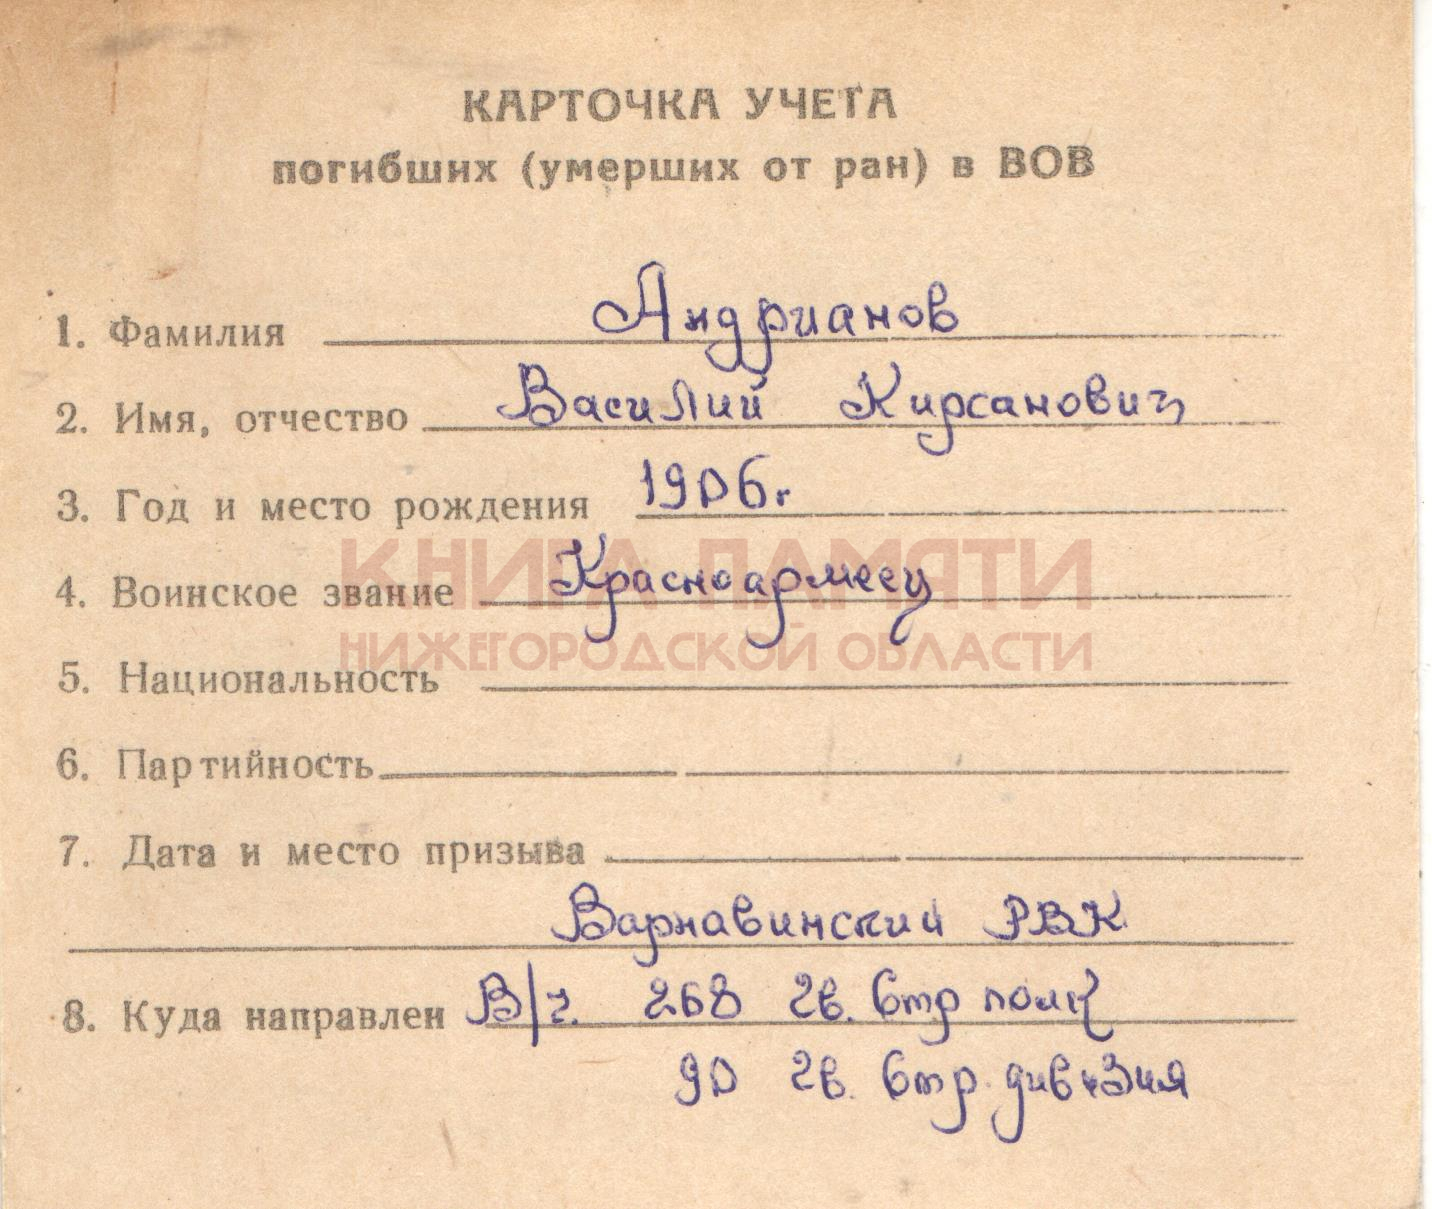 КАРТОЧКА УЧЕТА
погибших (умерших от ран) в ВОВ
1. Фамилия Андрианов
2. Имя, отчество Василий Кирсанович
3. Год и место рождения 1906 г
КНИГА ПАМЯТИ
4. Воинское звание Красноармеец
НИЖЕГОРОДСКОЙ ОБЛАСТИ
5. Национальность
6. Партийность
7. Дата и место призыва
Варнавинский РВК
8. Куда направлен В/ч. 268 гв. Стр полк
90 гв. Стр. дивизия